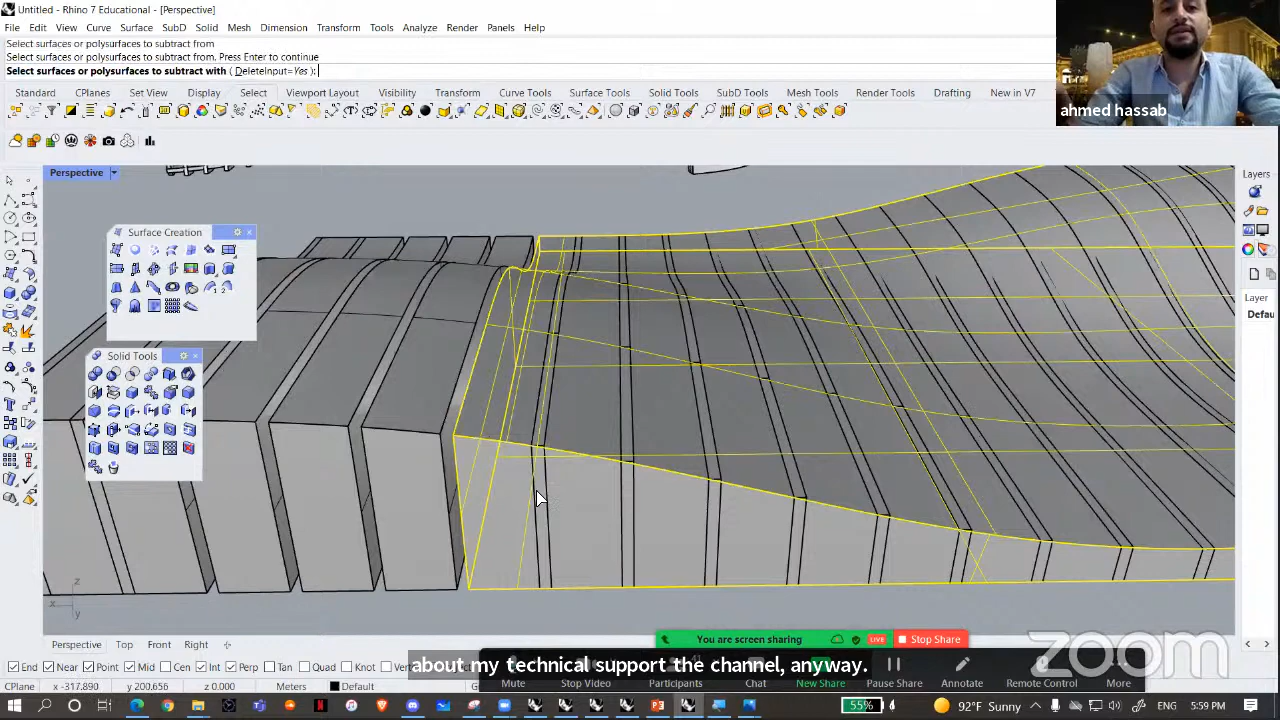 Untitled - Rhino 7 Educational - [Perspective]
File Edit View Curve Surface SubD Solid Mesh Dimension Transform Tools Analyze Render Panels Help
Select surfaces or polysurfaces to subtract from
Select surfaces or polysurfaces to subtract from. Press Enter to continue
Select surfaces or polysurfaces to subtract with ( DeleteInput=Yes ):
Standard CPlanes Set View Display Select Viewport Layout Visibility Transform Curve Tools Surface Tools Solid Tools SubD Tools Mesh Tools Render Tools Drafting New in V7
ahmed hassab
Perspective
Layers
Surface Creation
Layer
Defau
Solid Tools
z
x
y
You are screen sharing LIVE Stop Share
Perspective Top Front Right
zoom
about my technical support the channel, anyway.
End Near Point Mid Cen Int Perp Tan Quad Knot
Mute Stop Video Participants Chat New Share Pause Share Annotate Remote Control More
CPlane x -317.890 y 200.656 z 0.000 Meters Default
55% 92°F Sunny 5:59 PM